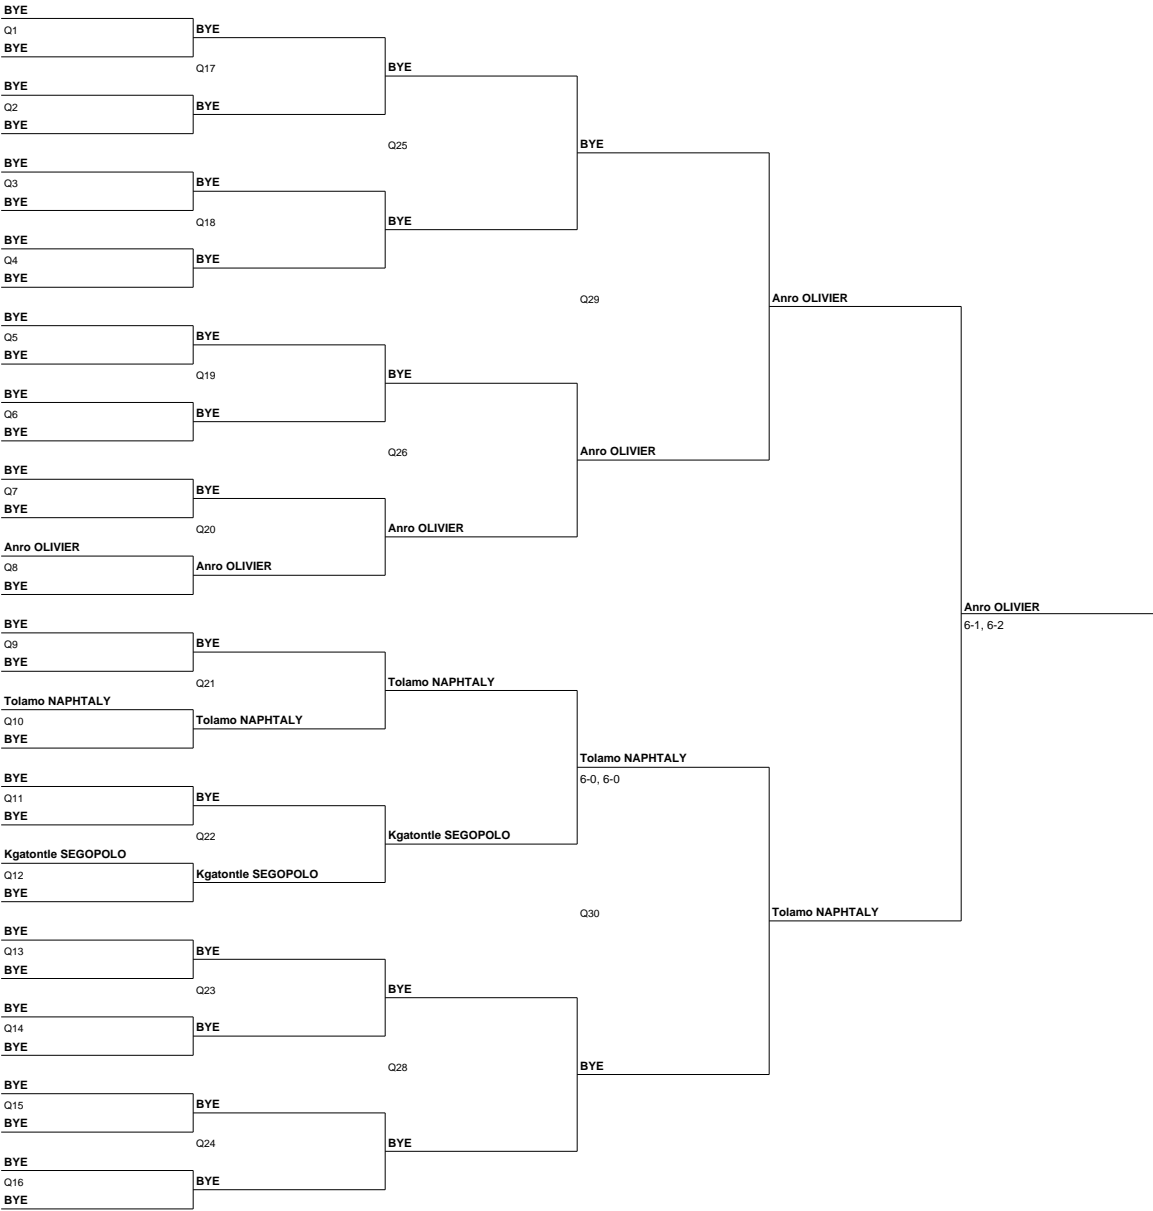 BYE
Q1
BYE
BYE
Q17
BYE
BYE
Q2
BYE
BYE
Q25
BYE
BYE
Q3
BYE
BYE
Q18
BYE
BYE
Q4
BYE
BYE
Q29
Anro OLIVIER
BYE
Q5
BYE
BYE
Q19
BYE
BYE
Q6
BYE
BYE
Q26
Anro OLIVIER
BYE
Q7
BYE
BYE
Q20
Anro OLIVIER
Anro OLIVIER
Q8
Anro OLIVIER
BYE
Anro OLIVIER
6-1, 6-2
BYE
Q9
BYE
BYE
Q21
Tolamo NAPHTALY
Tolamo NAPHTALY
Q10
Tolamo NAPHTALY
BYE
Tolamo NAPHTALY
6-0, 6-0
BYE
Q11
BYE
BYE
Q22
Kgatontle SEGOPOLO
Kgatontle SEGOPOLO
Q12
Kgatontle SEGOPOLO
BYE
Q30
Tolamo NAPHTALY
BYE
Q13
BYE
BYE
Q23
BYE
BYE
Q14
BYE
BYE
Q28
BYE
BYE
Q15
BYE
BYE
Q24
BYE
BYE
Q16
BYE
BYE